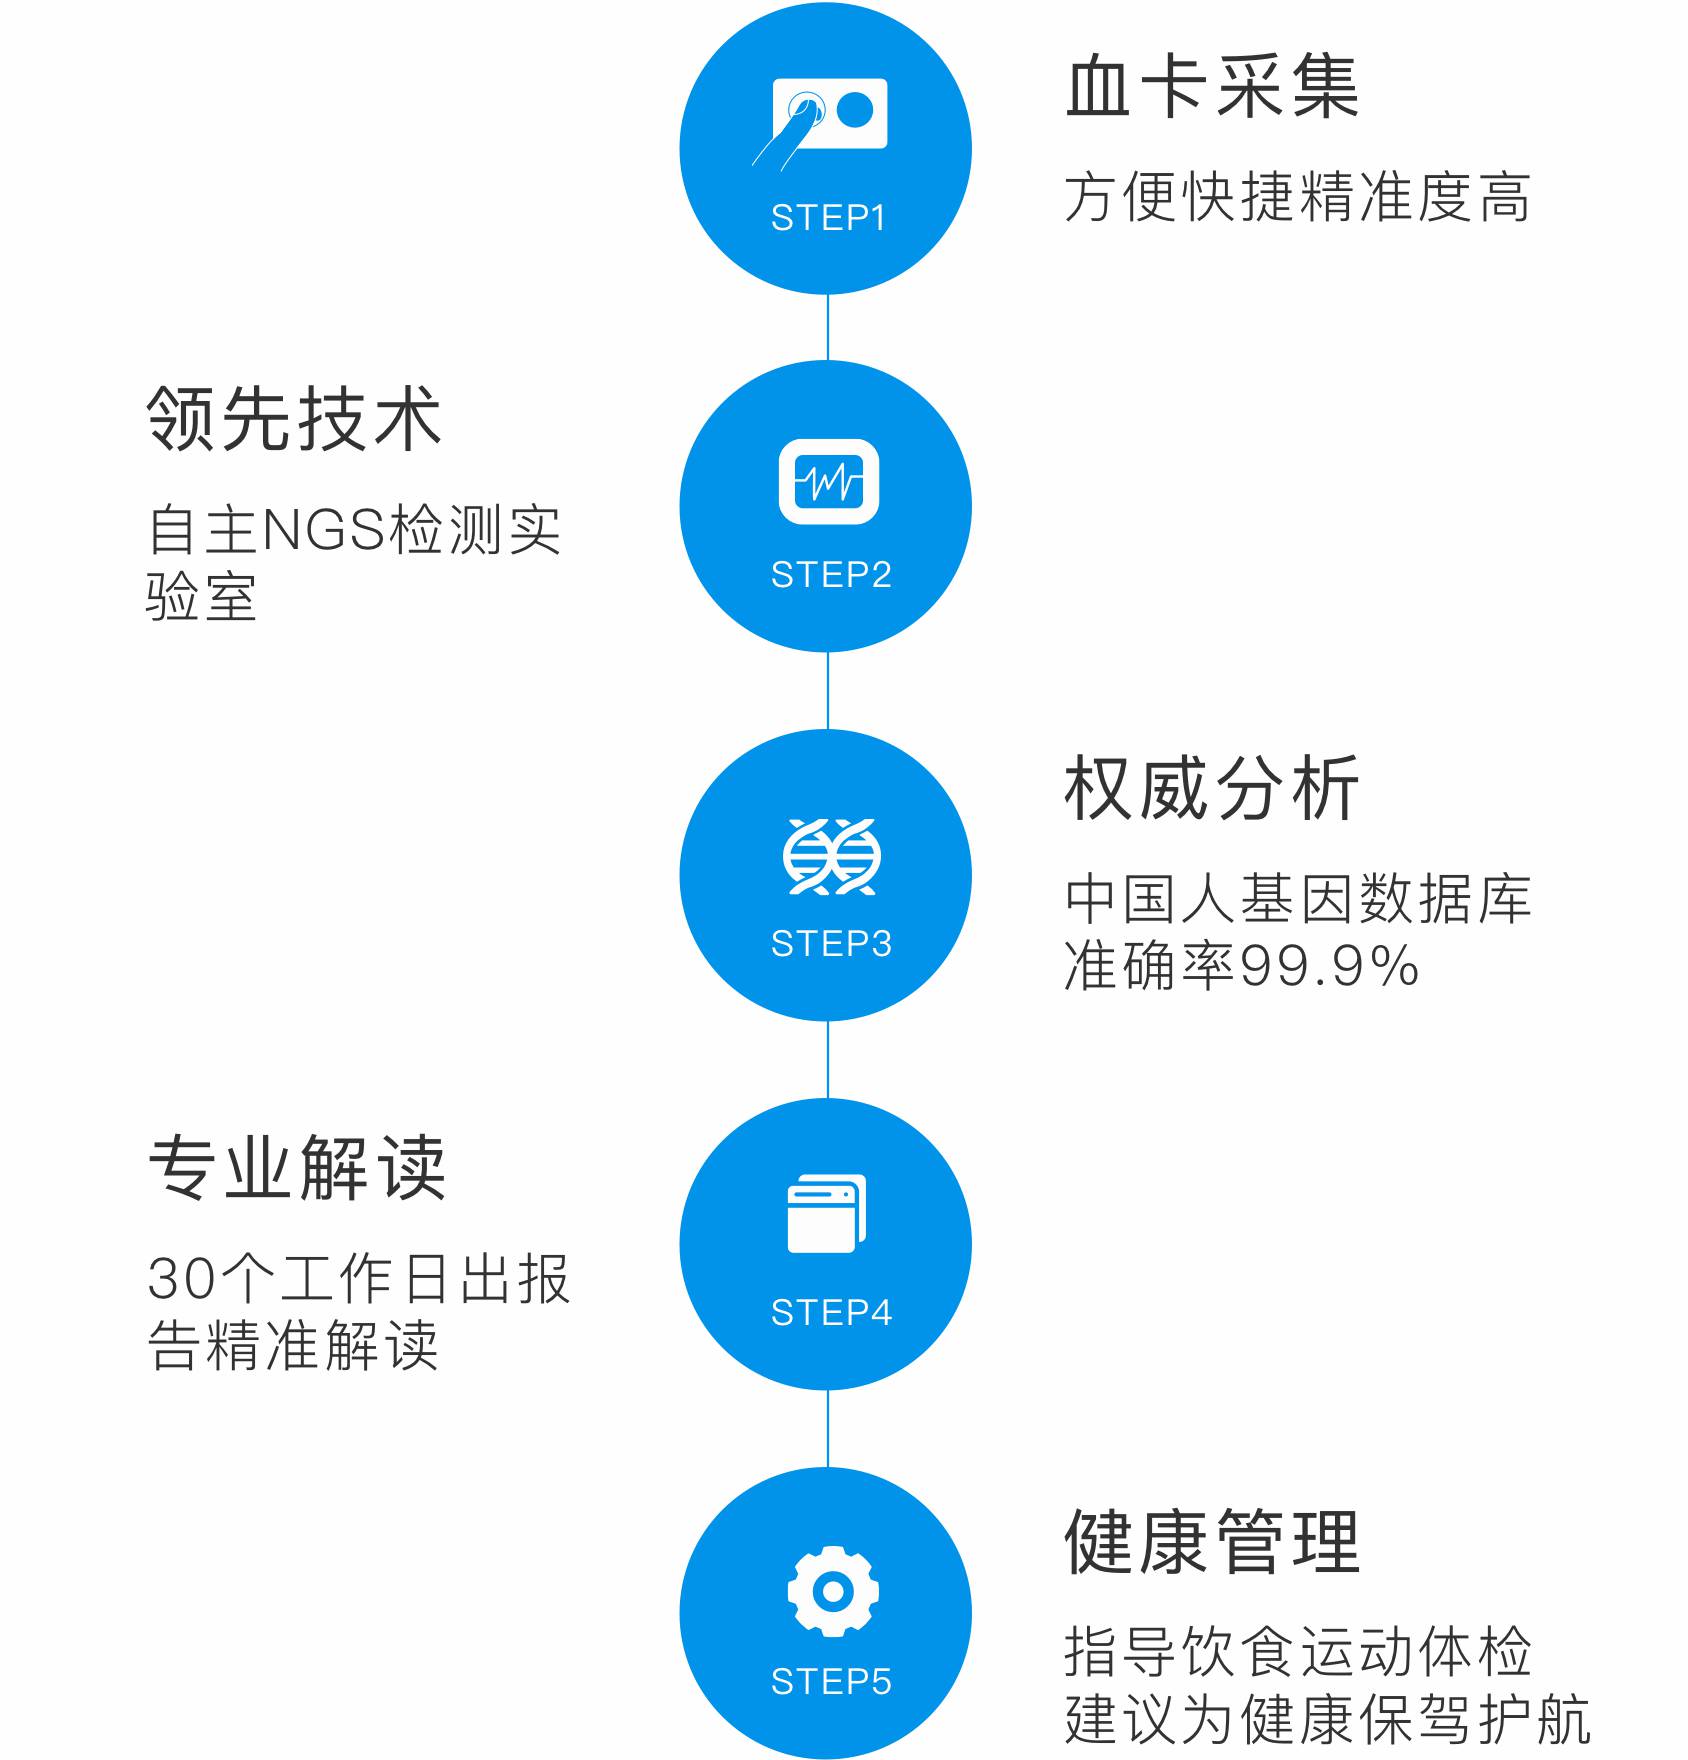 STEP1
血卡采集
方便快捷精准度高
领先技术
自主NGS检测实
验室
STEP2
STEP3
权威分析
中国人基因数据库
准确率99.9%
专业解读
30个工作日出报
告精准解读
STEP4
STEP5
健康管理
指导饮食运动体检
建议为健康保驾护航